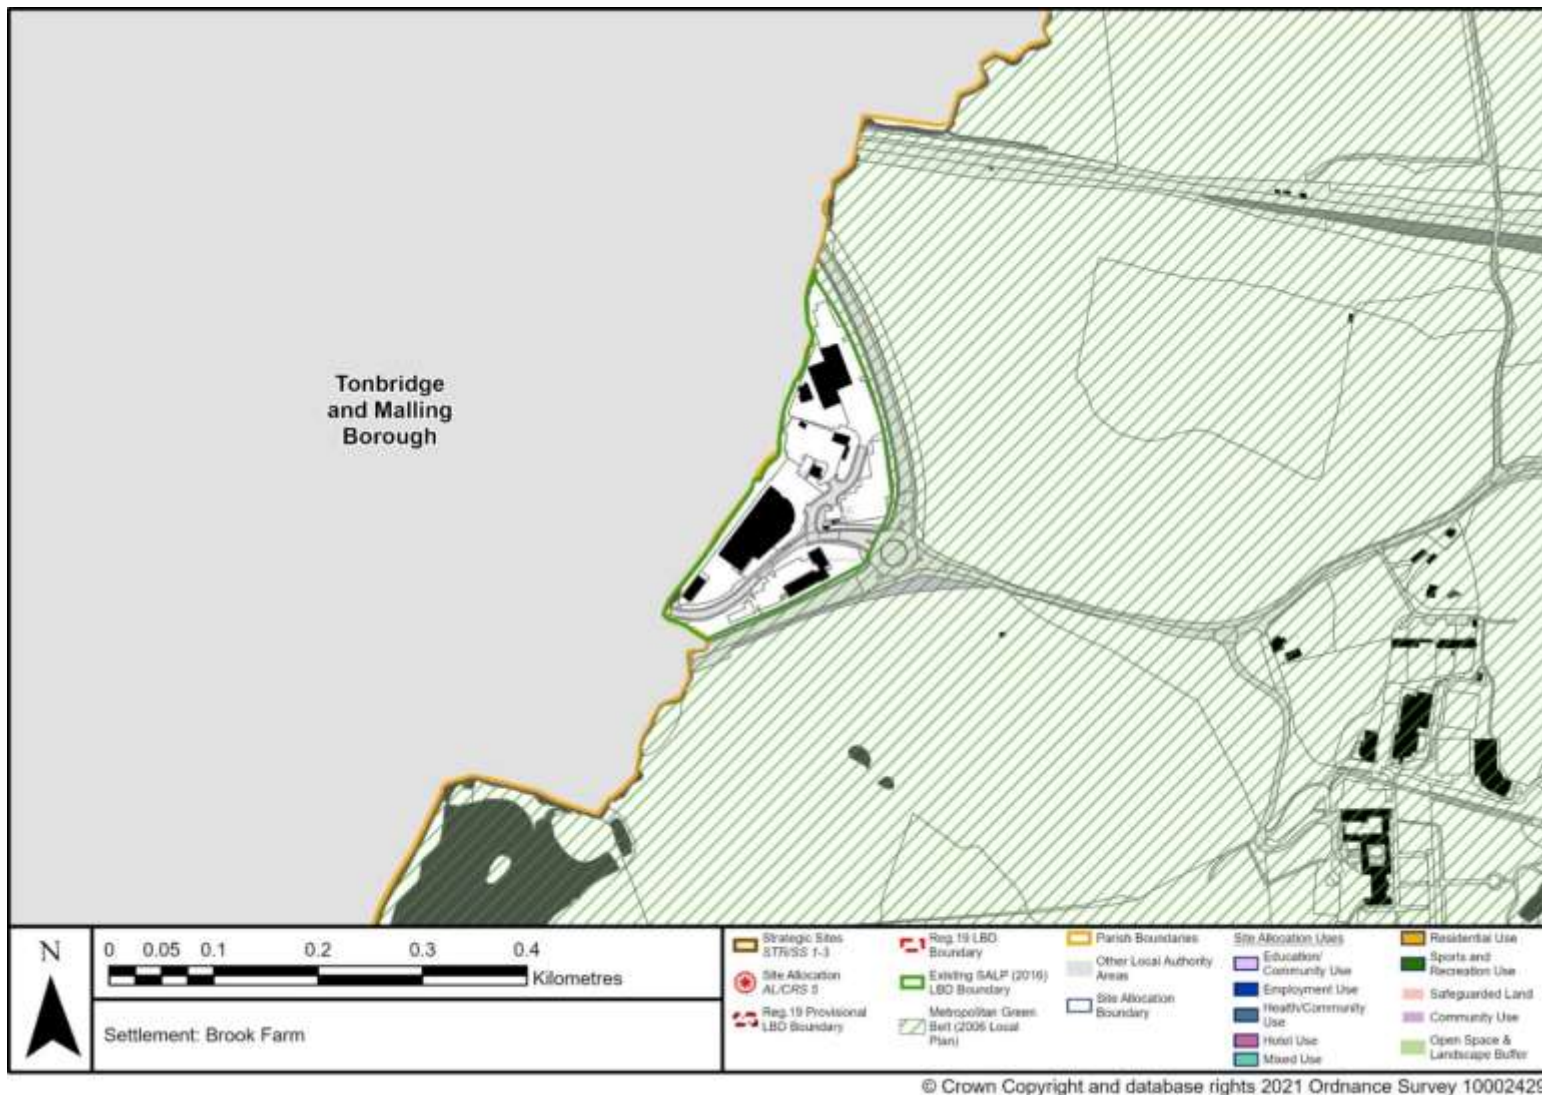 Tonbridge
and Malling
Borough
N
0 0.05 0.1 0.2 0.3 0.4
Kilometres
Settlement: Brook Farm
Strategic Sites
STR/SS 1-3
Site Allocation
AL/CRS 5
Reg.19 Provisional
LBD Boundary
Reg.19 LBD
Boundary
Existing SALP (2016)
LBD Boundary
Metropolitan Green
Belt (2006 Local
Plan)
Parish Boundaries
Other Local Authority
Areas
Site Allocation
Boundary
Site Allocation Uses
Education/
Community Use
Employment Use
Health/Community
Use
Hotel Use
Mixed Use
Residential Use
Sports and
Recreation Use
Safeguarded Land
Community Use
Open Space &
Landscape Buffer
© Crown Copyright and database rights 2021 Ordnance Survey 10002429